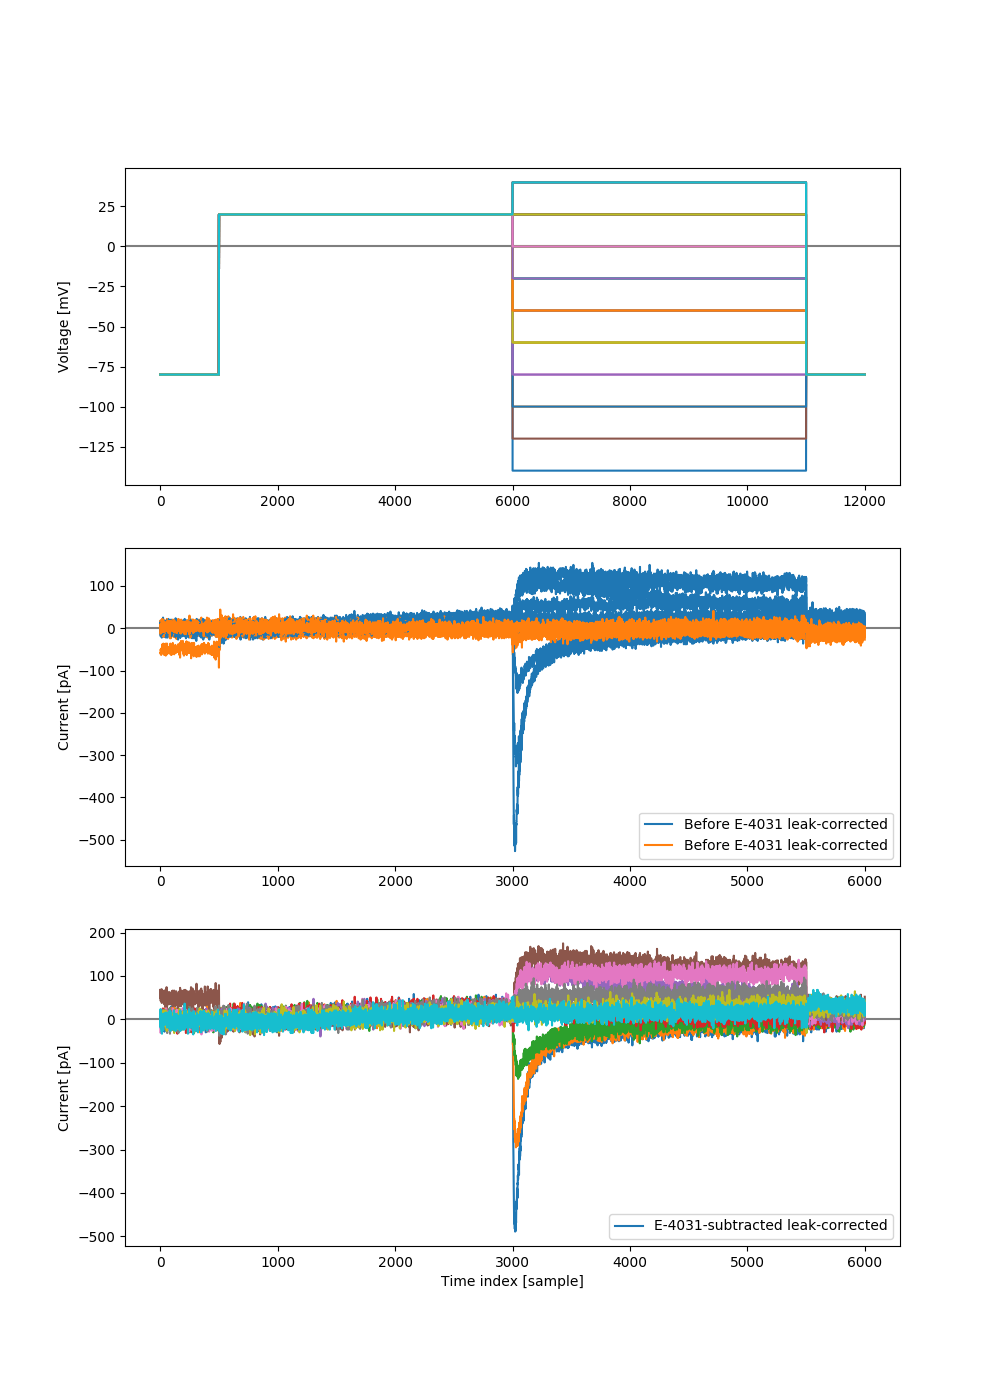 25
0
−25
−50
−75
−100
−125
Voltage [mV]
0 2000 4000 6000 8000 10000 12000
100
0
−100
−200
−300
−400
−500
Current [pA]
Before E-4031 leak-corrected
Before E-4031 leak-corrected
0 1000 2000 3000 4000 5000 6000
200
100
0
−100
−200
−300
−400
−500
Current [pA]
E-4031-subtracted leak-corrected
0 1000 2000 3000 4000 5000 6000
Time index [sample]